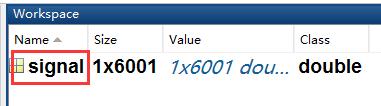 Workspace
Name Size Value Class
signal 1x6001 1x6001 dou... double